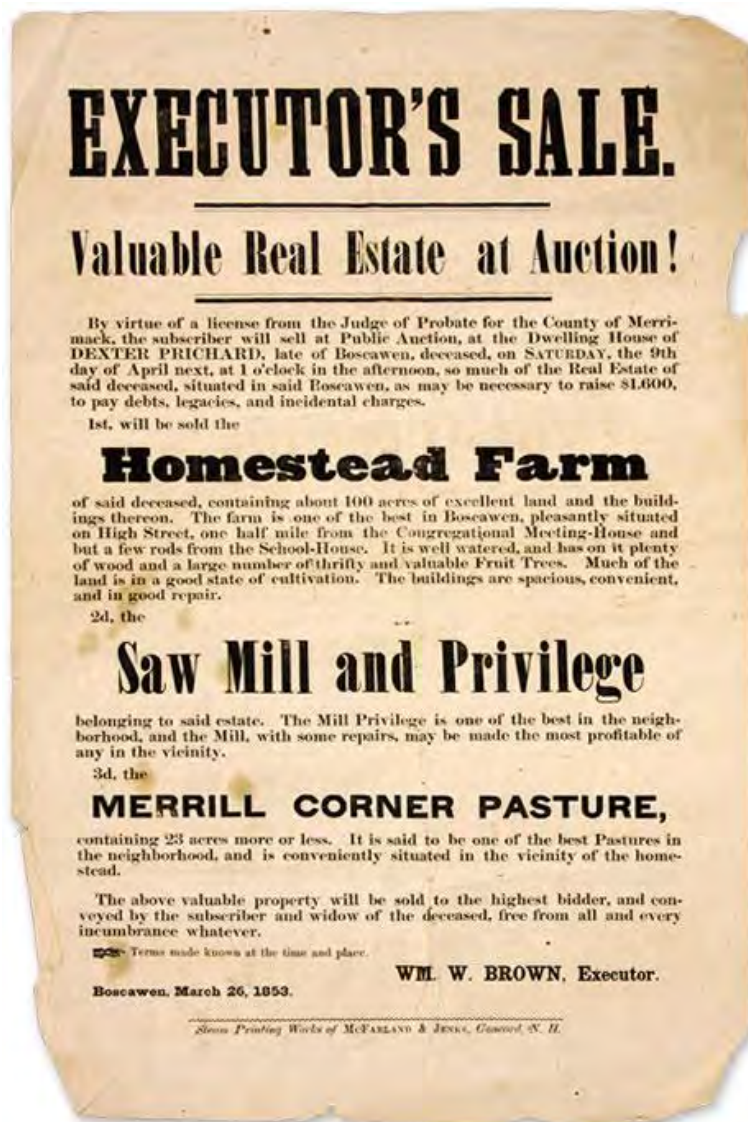 EXECUTOR'S SALE.
Valuable Real Estate at Auction!
By virtue of a license from the Judge of Probate for the County of Merri-
mack, the subscriber will sell at Public Auction, at the Dwelling House of
DEXTER PRICHARD, late of Boscawen, deceased, on SATURDAY, the 9th
day of April next, at 1 o'clock in the afternoon, so much of the Real Estate of
said deceased, situated in said Boscawen, as may be necessary to raise $1,600,
to pay debts, legacies, and incidental charges.
1st, will be sold the
Homestead Farm
of said deceased, containing about 100 acres of excellent land and the build-
ings thereon. The farm is one of the best in Boscawen, pleasantly situated
on High Street, one half mile from the Congregational Meeting-House and
but a few rods from the School-House. It is well watered, and has on it plenty
of wood and a large number of thrifty and valuable Fruit Trees. Much of the
land is in a good state of cultivation. The buildings are spacious, convenient,
and in good repair.
2d, the
Saw Mill and Privilege
belonging to said estate. The Mill Privilege is one of the best in the neigh-
borhood, and the Mill, with some repairs, may be made the most profitable of
any in the vicinity.
3d, the
MERRILL CORNER PASTURE,
containing 23 acres more or less. It is said to be one of the best Pastures in
the neighborhood, and is conveniently situated in the vicinity of the home-
stead.
The above valuable property will be sold to the highest bidder, and con-
veyed by the subscriber and widow of the deceased, free from all and every
incumbrance whatever.
Terms made known at the time and place.
WM. W. BROWN, Executor.
Boscawen, March 26, 1853.
Steam Printing Works of MCFARLAND & JENKS, Concord, N. H.